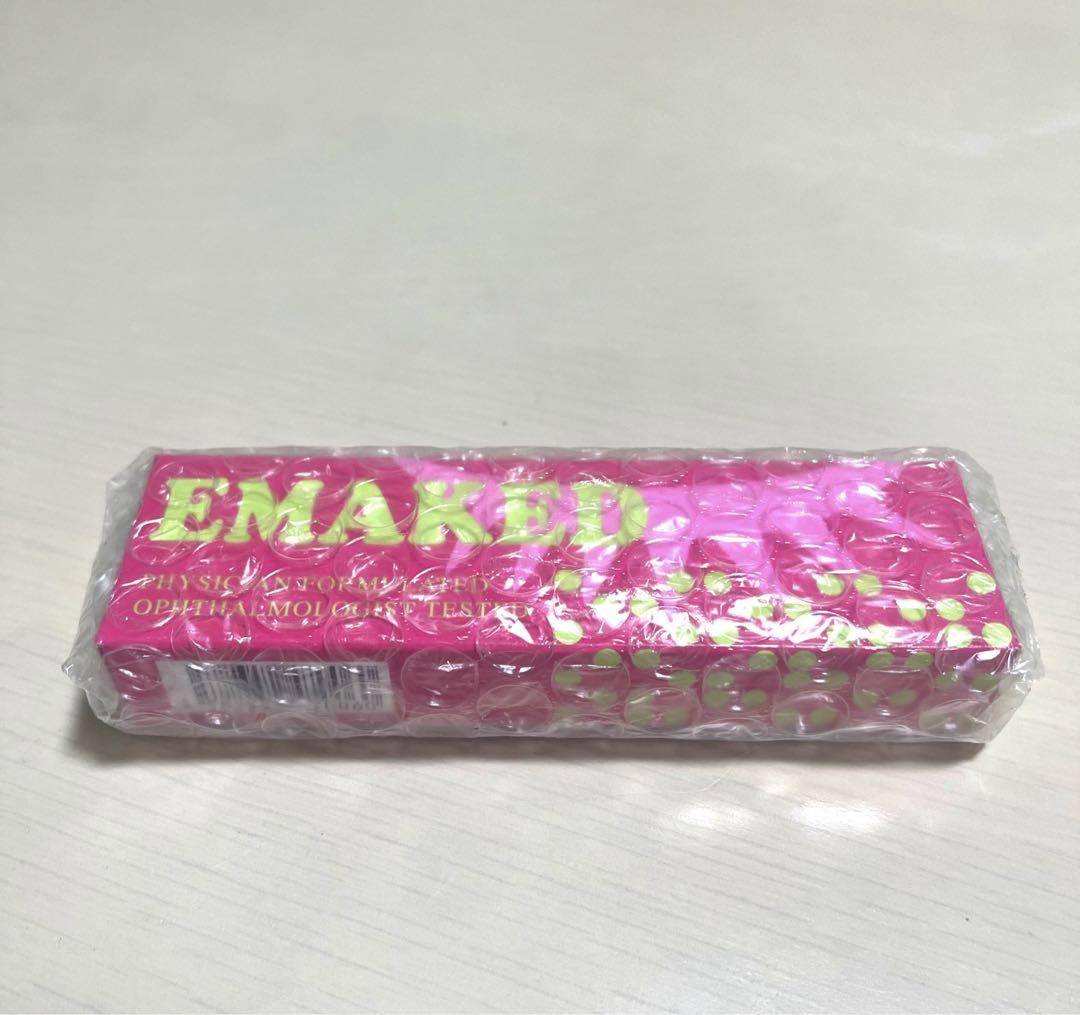 EMAKED
PHYSICIAN FORMULATED
OPHTHALMOLOGIST TESTED